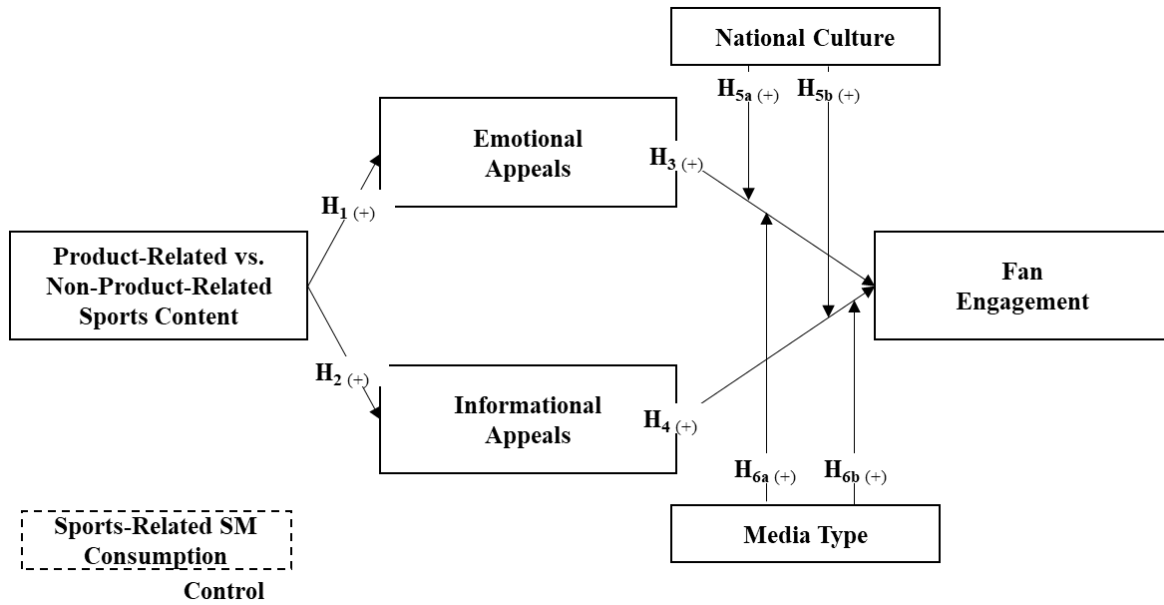 National Culture
H5a (+)
H5b (+)
Emotional
Appeals
H3 (+)
H1 (+)
Product-Related vs.
Non-Product-Related
Sports Content
Fan
Engagement
H2 (+)
Informational
Appeals
H4 (+)
H6a (+)
H6b (+)
Media Type
Sports-Related SM
Consumption
Control